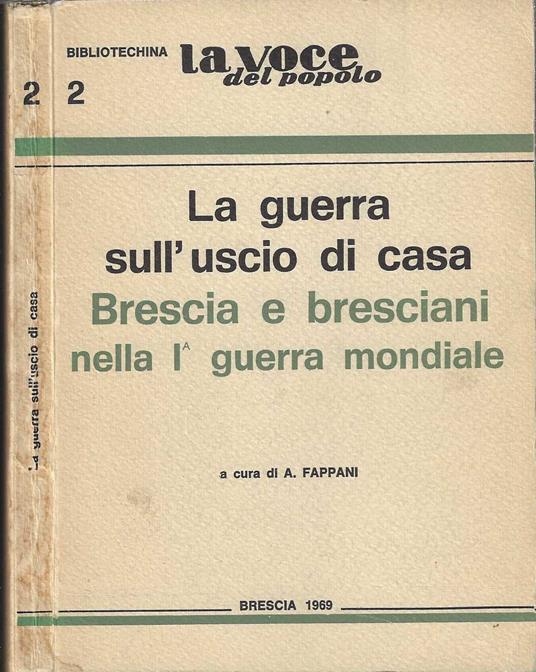 2
La guerra sull'uscio di casa
BIBLIOTECHINA la voce
del popolo
2
La guerra
sull'uscio di casa
Brescia e bresciani
nella Iᴬ guerra mondiale
a cura di A. FAPPANI
BRESCIA 1969